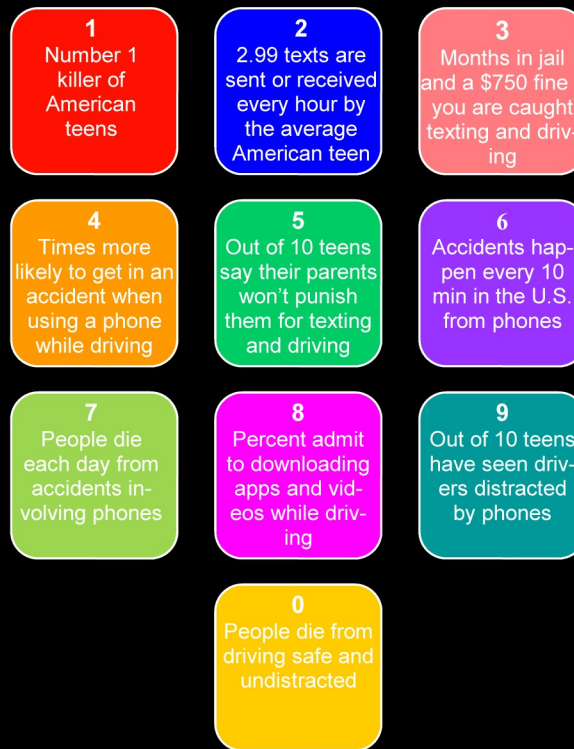 1
Number 1
killer of
American
teens
2
2.99 texts are
sent or received
every hour by
the average
American teen
3
Months in jail
and a $750 fine
you are caught
texting and driv-
ing
4
Times more
likely to get in an
accident when
using a phone
while driving
5
Out of 10 teens
say their parents
won’t punish
them for texting
and driving
6
Accidents hap-
pen every 10
min in the U.S.
from phones
7
People die
each day from
accidents in-
volving phones
8
Percent admit
to downloading
apps and vid-
eos while driv-
ing
9
Out of 10 teens
have seen driv-
ers distracted
by phones
0
People die from
driving safe and
undistracted